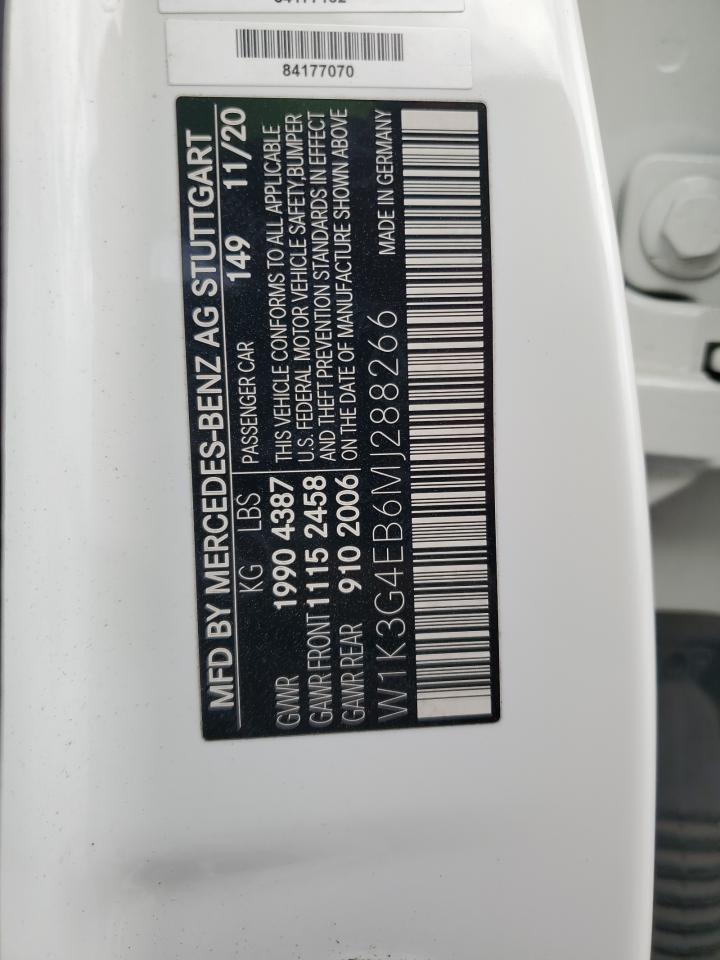 84177070
MFD BY MERCEDES-BENZ AG STUTTGART
KG LBS 149 11/20
PASSENGER CAR
GVWR 1990 4387
GAWR FRONT 1115 2458
GAWR REAR 910 2006
THIS VEHICLE CONFORMS TO ALL APPLICABLE
U.S. FEDERAL MOTOR VEHICLE SAFETY,BUMPER
AND THEFT PREVENTION STANDARDS IN EFFECT
ON THE DATE OF MANUFACTURE SHOWN ABOVE
W1K3G4EB6MJ288266 MADE IN GERMANY